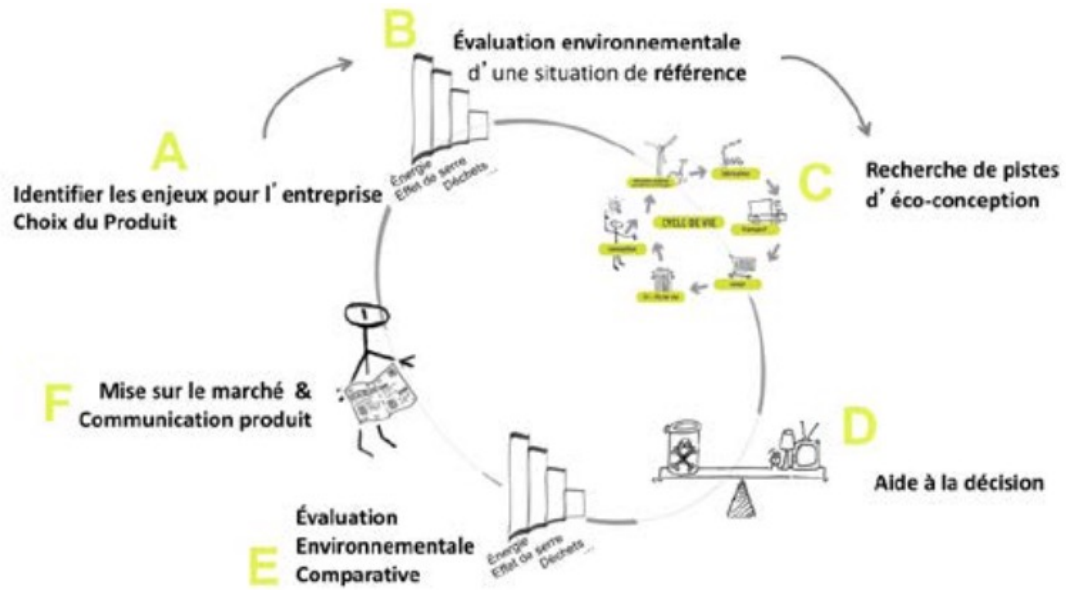 A
Identifier les enjeux pour l'entreprise
Choix du Produit
B
Évaluation environnementale
d'une situation de référence
Énergie
Effet de serre
Déchets...
C
Recherche de pistes
d'éco-conception
CYCLE DE VIE
D
Aide à la décision
E
Évaluation
Environnementale
Comparative
Énergie
Effet de serre
Déchets...
F
Mise sur le marché &
Communication produit